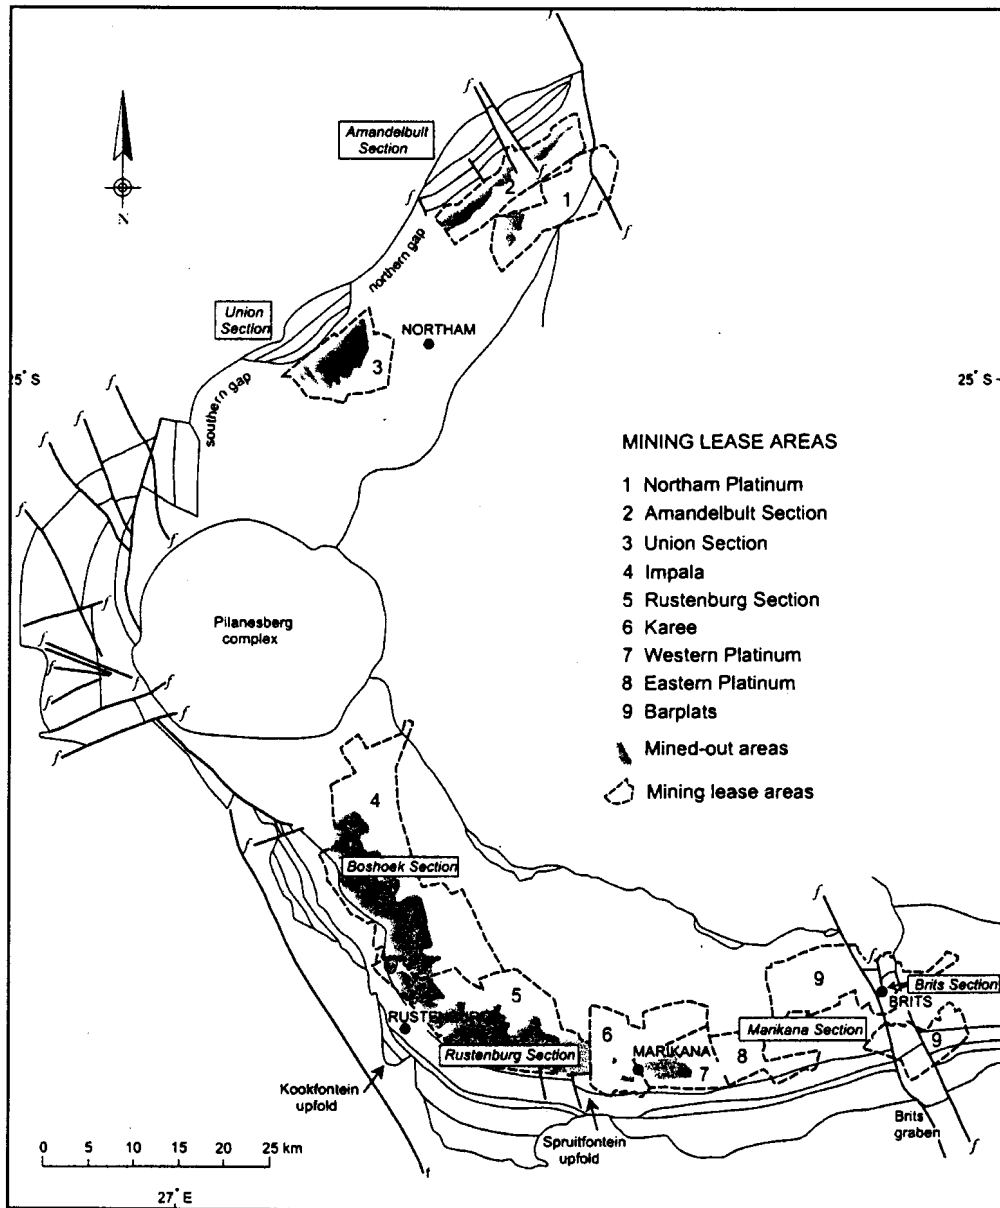 f
f
Amandelbult
Section
f
2
f
1
f
f
northern gap
Union
Section
NORTHAM
3
25° S
25° S
southern gap
f
f
f
f
f
MINING LEASE AREAS
1 Northam Platinum
2 Amandelbult Section
3 Union Section
4 Impala
5 Rustenburg Section
6 Karee
7 Western Platinum
8 Eastern Platinum
9 Barplats
Mined-out areas
Mining lease areas
N
Pilanesberg
complex
f
f
f
f
f
f
f
4
f
Boshoek Section
f
f
9
Brits Section
BRITS
5
RUSTENBURG
Marikana Section
9
6
MARIKANA
Rustenburg Section
7
8
Kookfontein
upfold
Spruitfontein
upfold
Brits
graben
f
f
0 5 10 15 20 25 km
27° E